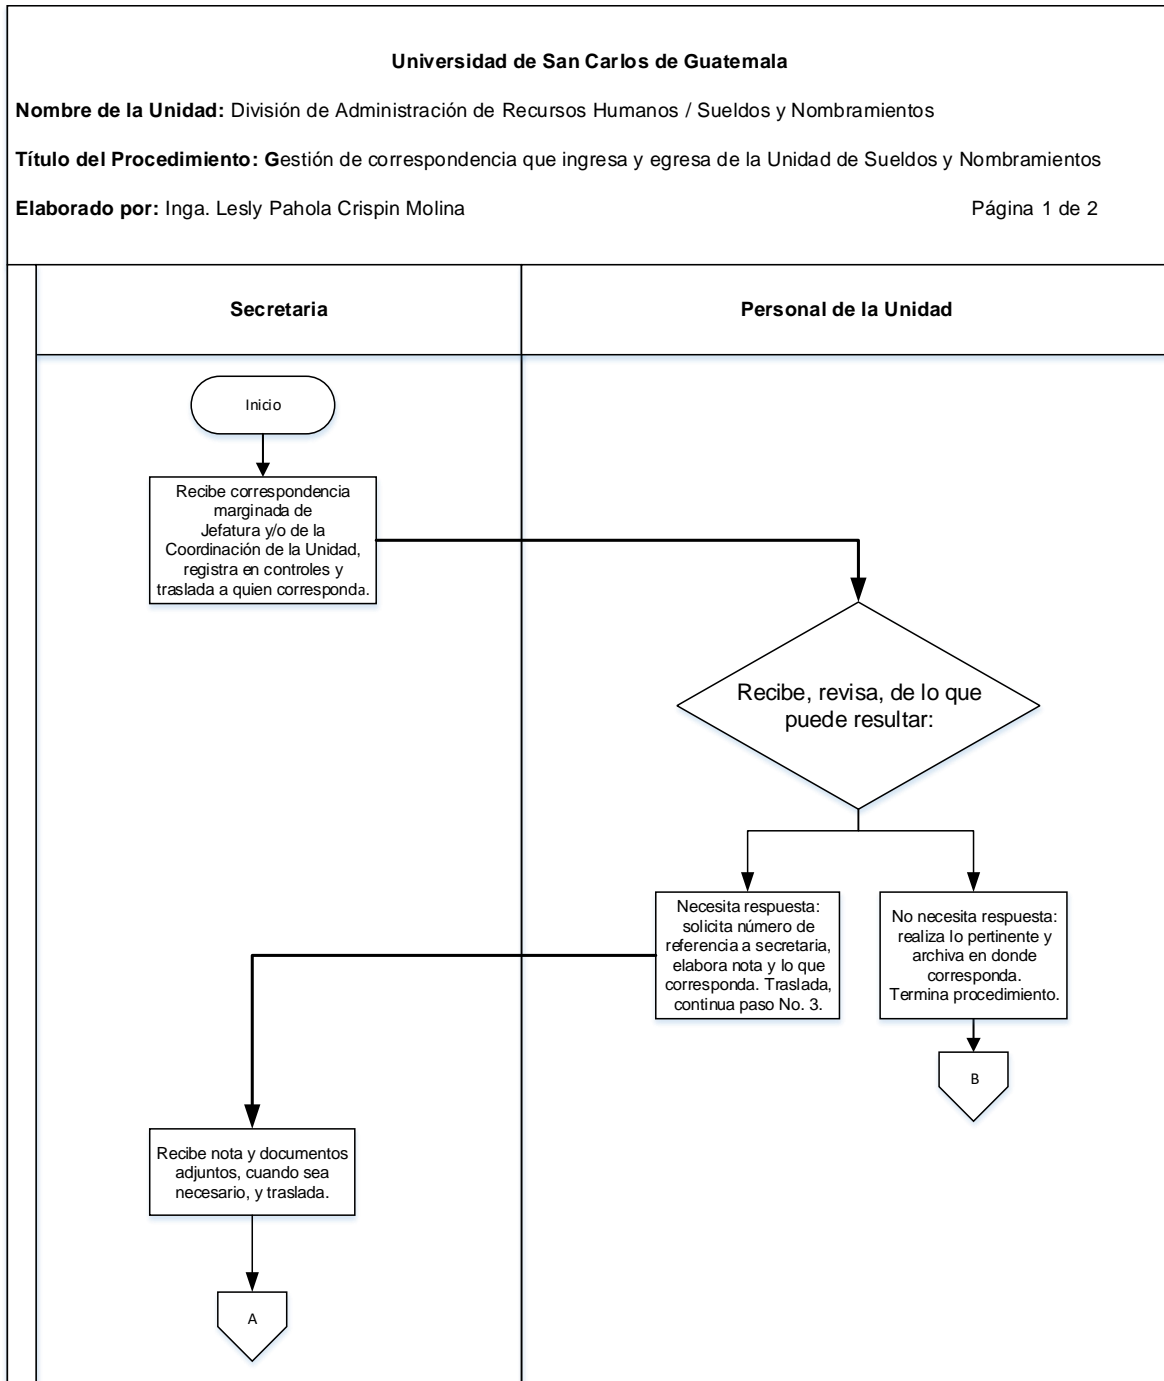 Universidad de San Carlos de Guatemala
Nombre de la Unidad: División de Administración de Recursos Humanos / Sueldos y Nombramientos
Título del Procedimiento: Gestión de correspondencia que ingresa y egresa de la Unidad de Sueldos y Nombramientos
Elaborado por: Inga. Lesly Pahola Crispin Molina Página 1 de 2
Secretaria
Personal de la Unidad
Inicio
Recibe correspondencia
marginada de
Jefatura y/o de la
Coordinación de la Unidad,
registra en controles y
traslada a quien corresponda.
Recibe, revisa, de lo que
puede resultar:
Necesita respuesta:
solicita número de
referencia a secretaria,
elabora nota y lo que
corresponda. Traslada,
continua paso No. 3.
No necesita respuesta:
realiza lo pertinente y
archiva en donde
corresponda.
Termina procedimiento.
B
Recibe nota y documentos
adjuntos, cuando sea
necesario, y traslada.
A